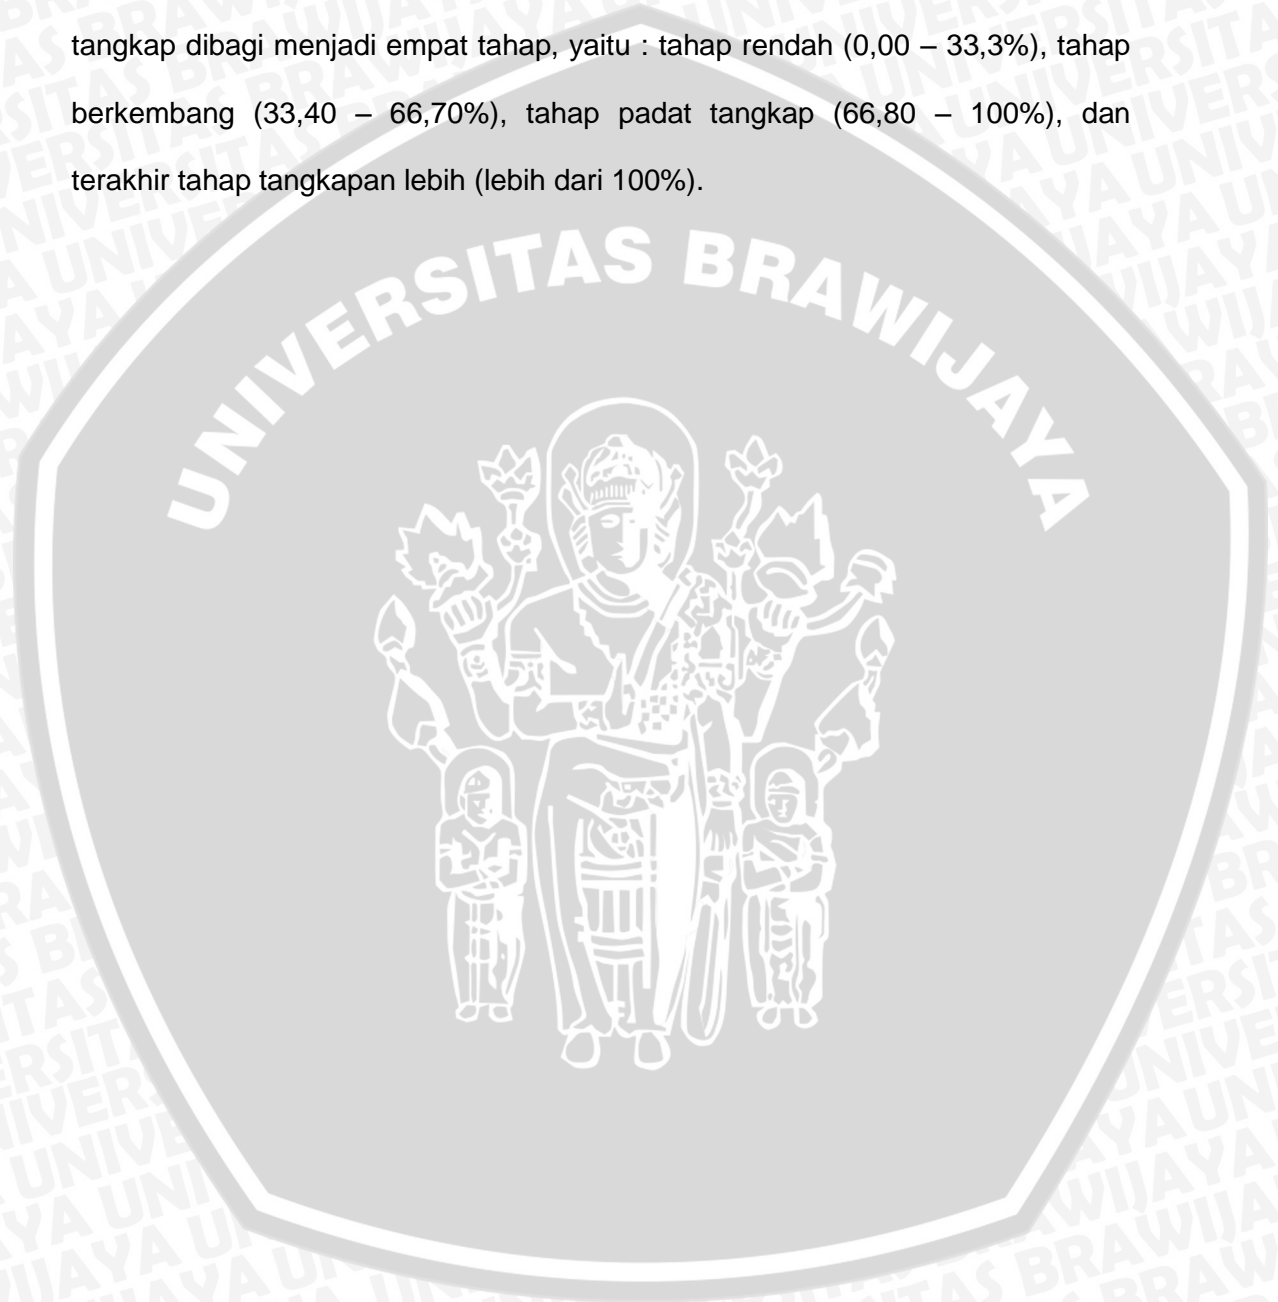 tangkap dibagi menjadi empat tahap, yaitu : tahap rendah (0,00 – 33,3%), tahap
berkembang (33,40 – 66,70%), tahap padat tangkap (66,80 – 100%), dan
terakhir tahap tangkapan lebih (lebih dari 100%).
UNIVERSITAS BRAWIJAYA